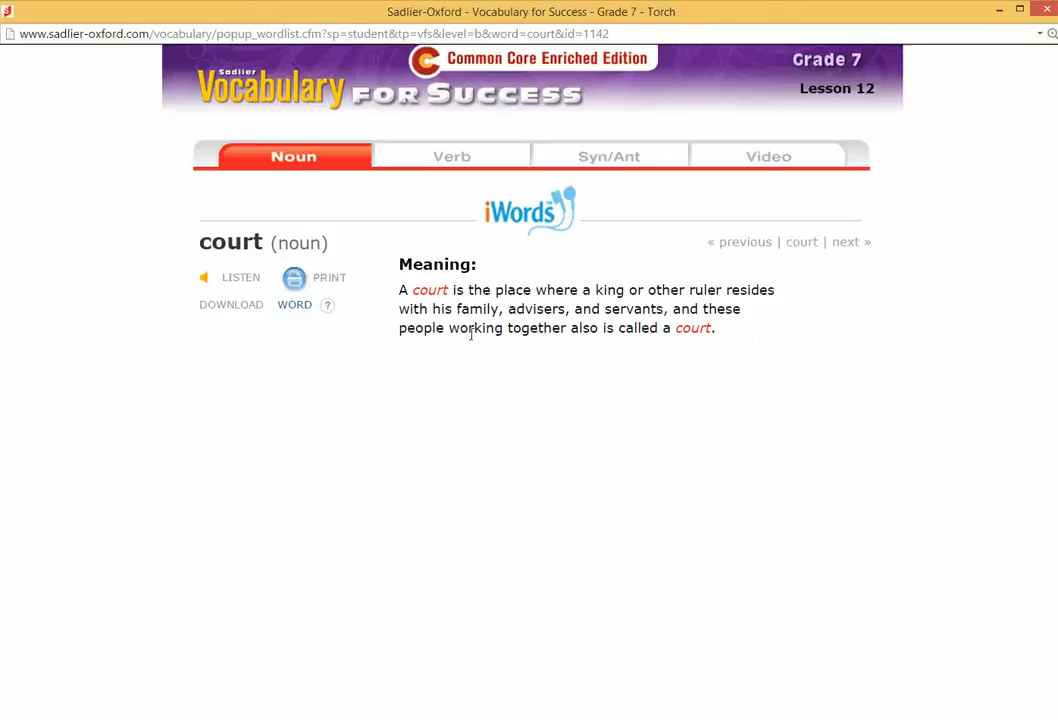 Sadlier-Oxford - Vocabulary for Success - Grade 7 - Torch
www.sadlier-oxford.com/vocabulary/popup_wordlist.cfm?sp=student&tp=vfs&level=b&word=court&id=1142
C Common Core Enriched Edition
Grade 7
Sadlier
Vocabulary FOR SUCCESS
Lesson 12
Noun Verb Syn/Ant Video
iWords
court (noun)
« previous | court | next »
Meaning:
LISTEN PRINT
A court is the place where a king or other ruler resides
DOWNLOAD WORD ?
with his family, advisers, and servants, and these
people working together also is called a court.